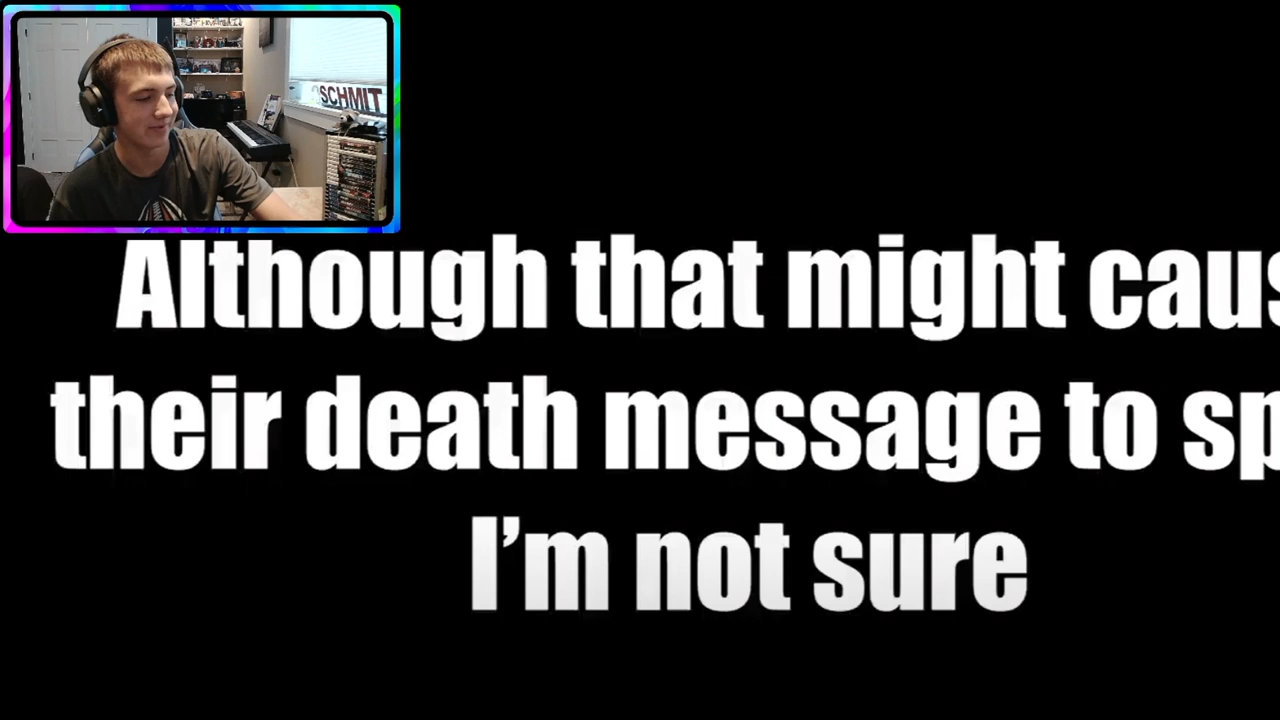 SCHMIT
Although that might caus
their death message to sp
I'm not sure